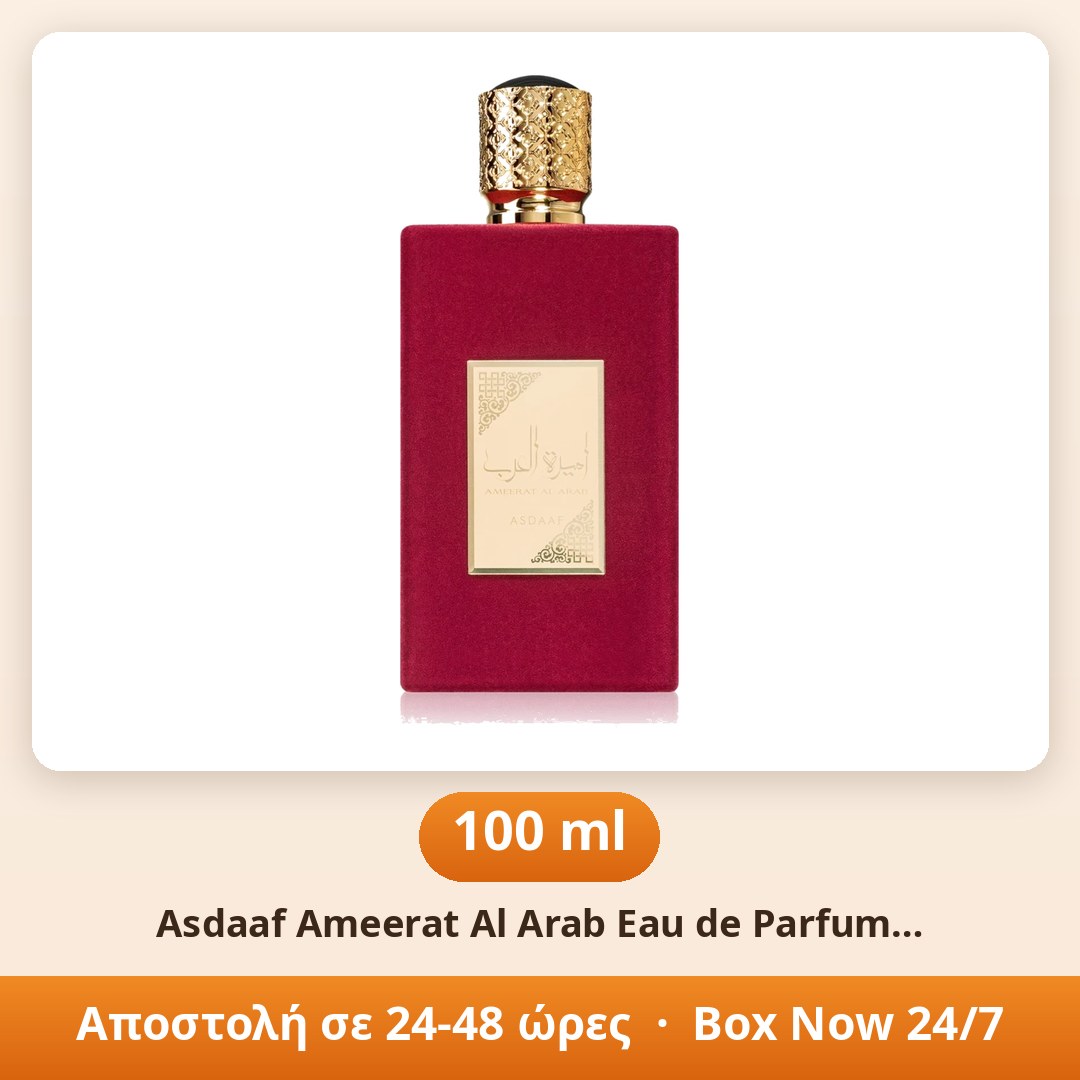 أميرة العرب
AMEERAT AL ARAB
ASDAAF
100 ml
Asdaaf Ameerat Al Arab Eau de Parfum...
Αποστολή σε 24-48 ώρες · Box Now 24/7